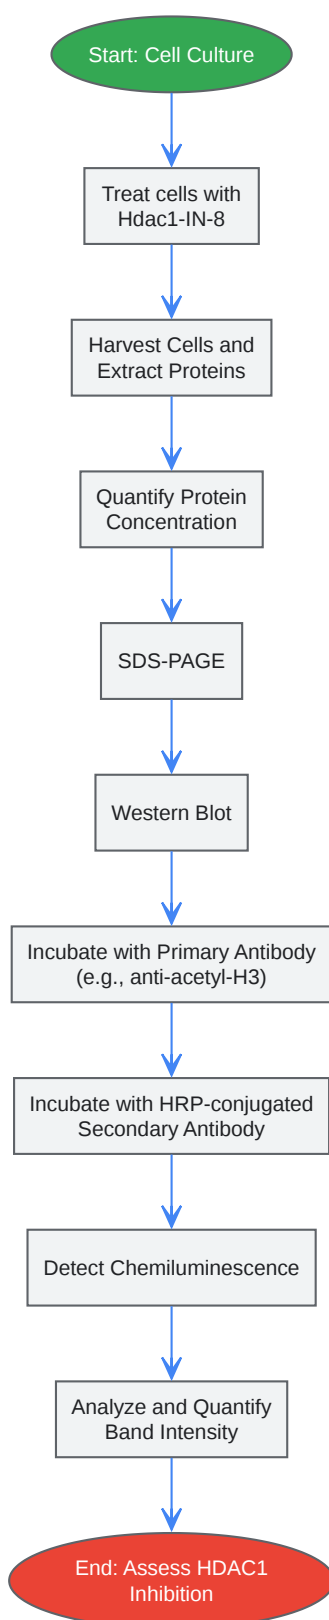 Start: Cell Culture
Treat cells with
Hdac1-IN-8
Harvest Cells and
Extract Proteins
Quantify Protein
Concentration
SDS-PAGE
Western Blot
Incubate with Primary Antibody
(e.g., anti-acetyl-H3)
Incubate with HRP-conjugated
Secondary Antibody
Detect Chemiluminescence
Analyze and Quantify
Band Intensity
End: Assess HDAC1
Inhibition